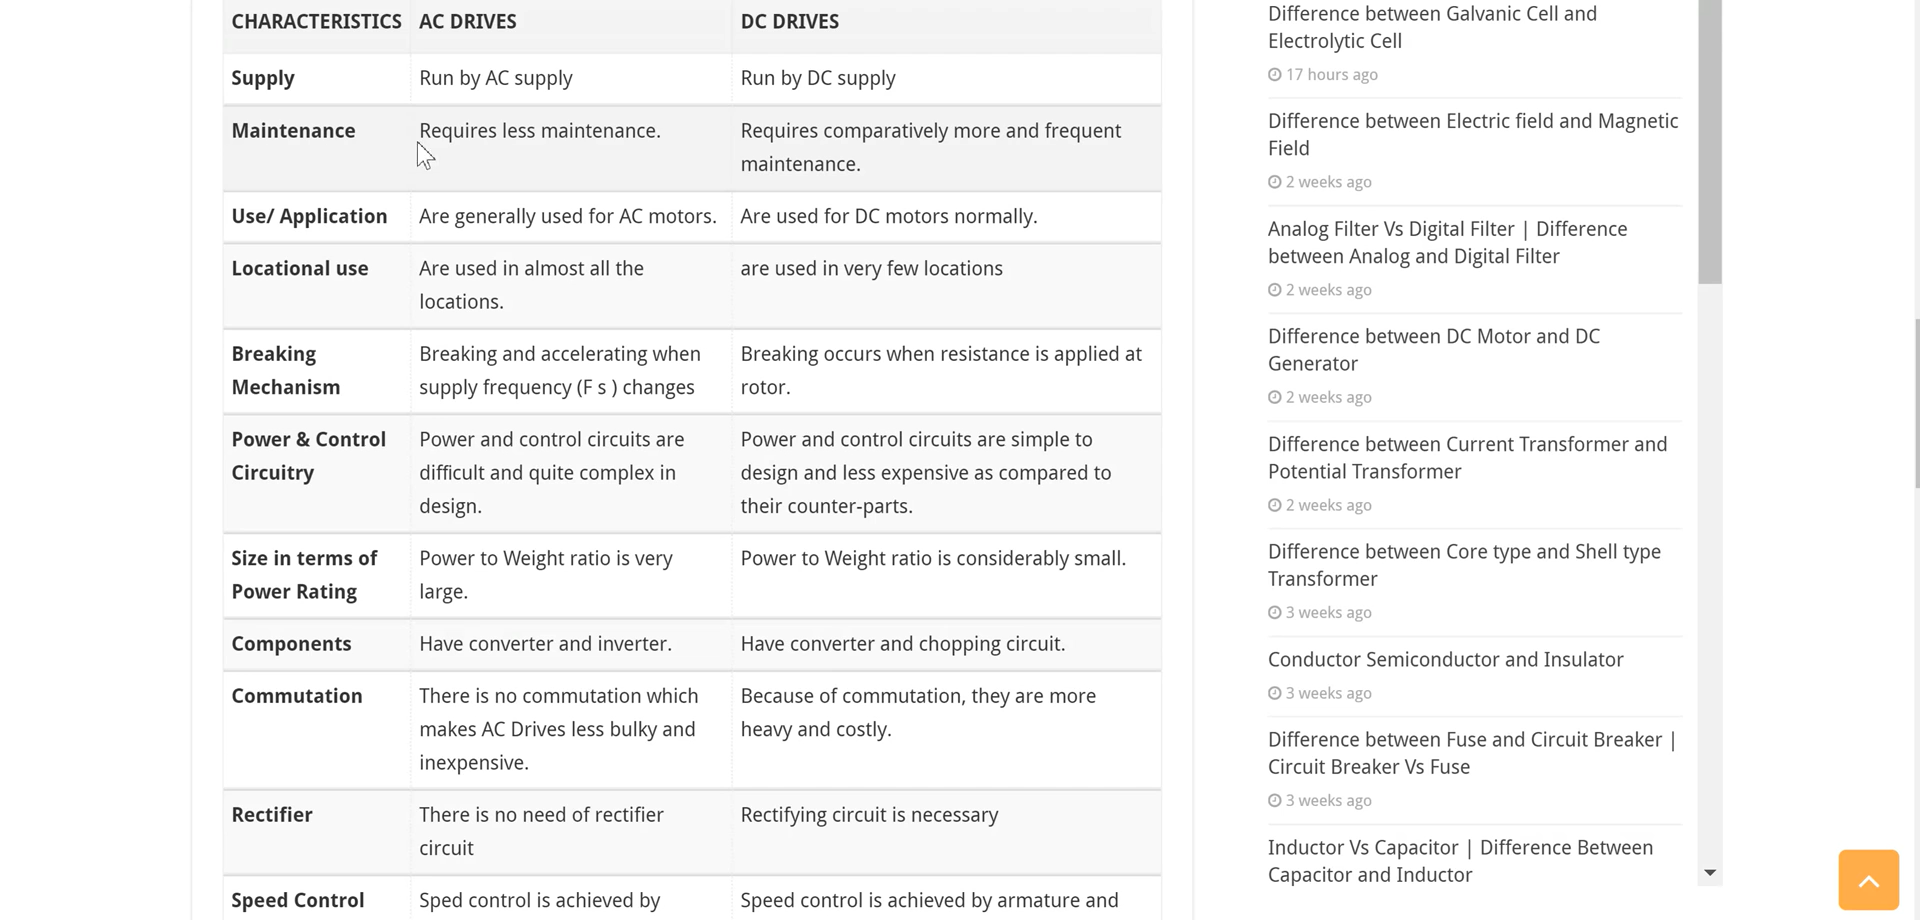 CHARACTERISTICS AC DRIVES DC DRIVES
Supply Run by AC supply Run by DC supply
Maintenance Requires less maintenance. Requires comparatively more and frequent
maintenance.
Use/ Application Are generally used for AC motors. Are used for DC motors normally.
Locational use Are used in almost all the are used in very few locations
locations.
Breaking Breaking and accelerating when Breaking occurs when resistance is applied at
Mechanism supply frequency (F s ) changes rotor.
Power & Control Power and control circuits are Power and control circuits are simple to
Circuitry difficult and quite complex in design and less expensive as compared to
design. their counter-parts.
Size in terms of Power to Weight ratio is very Power to Weight ratio is considerably small.
Power Rating large.
Components Have converter and inverter. Have converter and chopping circuit.
Commutation There is no commutation which Because of commutation, they are more
makes AC Drives less bulky and heavy and costly.
inexpensive.
Rectifier There is no need of rectifier Rectifying circuit is necessary
circuit
Speed Control Sped control is achieved by Speed control is achieved by armature and
Difference between Galvanic Cell and
Electrolytic Cell
17 hours ago
Difference between Electric field and Magnetic
Field
2 weeks ago
Analog Filter Vs Digital Filter | Difference
between Analog and Digital Filter
2 weeks ago
Difference between DC Motor and DC
Generator
2 weeks ago
Difference between Current Transformer and
Potential Transformer
2 weeks ago
Difference between Core type and Shell type
Transformer
3 weeks ago
Conductor Semiconductor and Insulator
3 weeks ago
Difference between Fuse and Circuit Breaker |
Circuit Breaker Vs Fuse
3 weeks ago
Inductor Vs Capacitor | Difference Between
Capacitor and Inductor